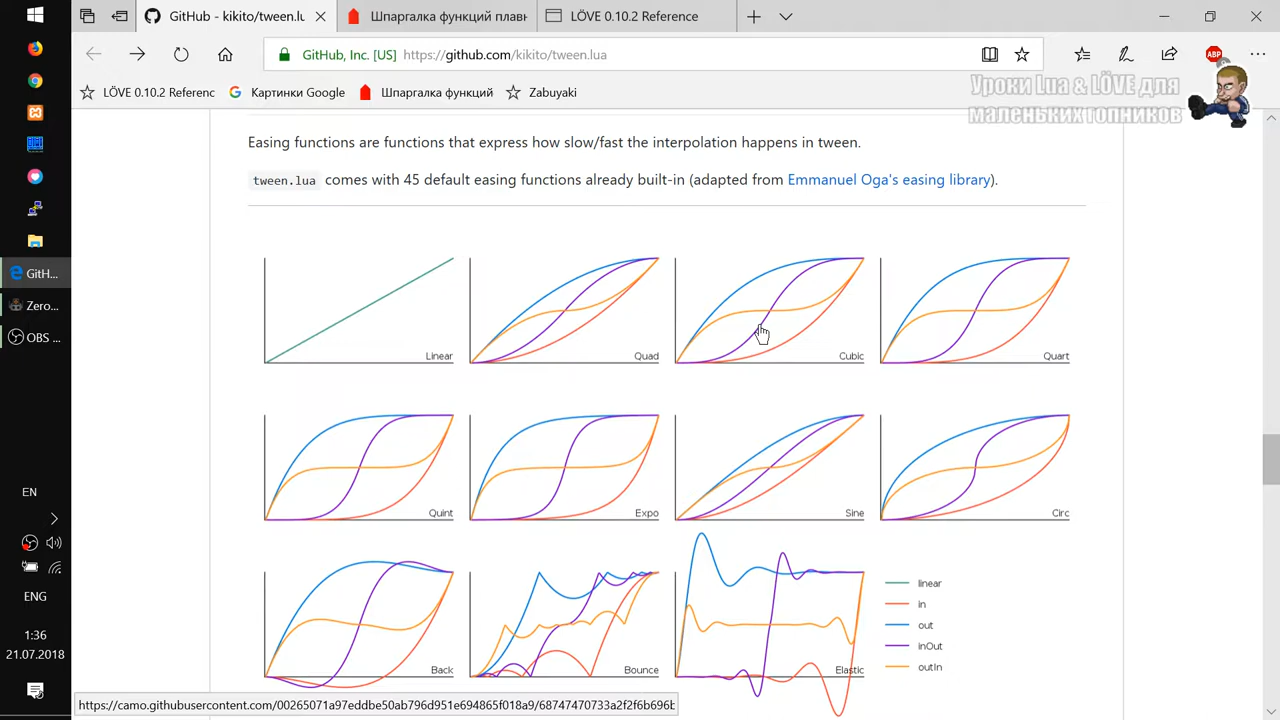 GitHub - kikito/tween.lu
Шпаргалка функций плавн
LÖVE 0.10.2 Reference
GitHub, Inc. [US] https://github.com/kikito/tween.lua
ABP
LÖVE 0.10.2 Referenc
Картинки Google
Шпаргалка функций
Zabuyaki
Уроки Lua & LÖVE для
маленьких гопников
Easing functions are functions that express how slow/fast the interpolation happens in tween.
tween.lua comes with 45 default easing functions already built-in (adapted from Emmanuel Oga's easing library).
Linear
Quad
Cubic
Quart
Quint
Expo
Sine
Circ
Back
Bounce
Elastic
linear
in
out
inOut
outIn
GitH...
Zero...
OBS ...
EN
ENG
1:36
21.07.2018
https://camo.githubusercontent.com/00265071a97eddbe50ab796d951e694865f018a9/68747470733a2f2f6b696b